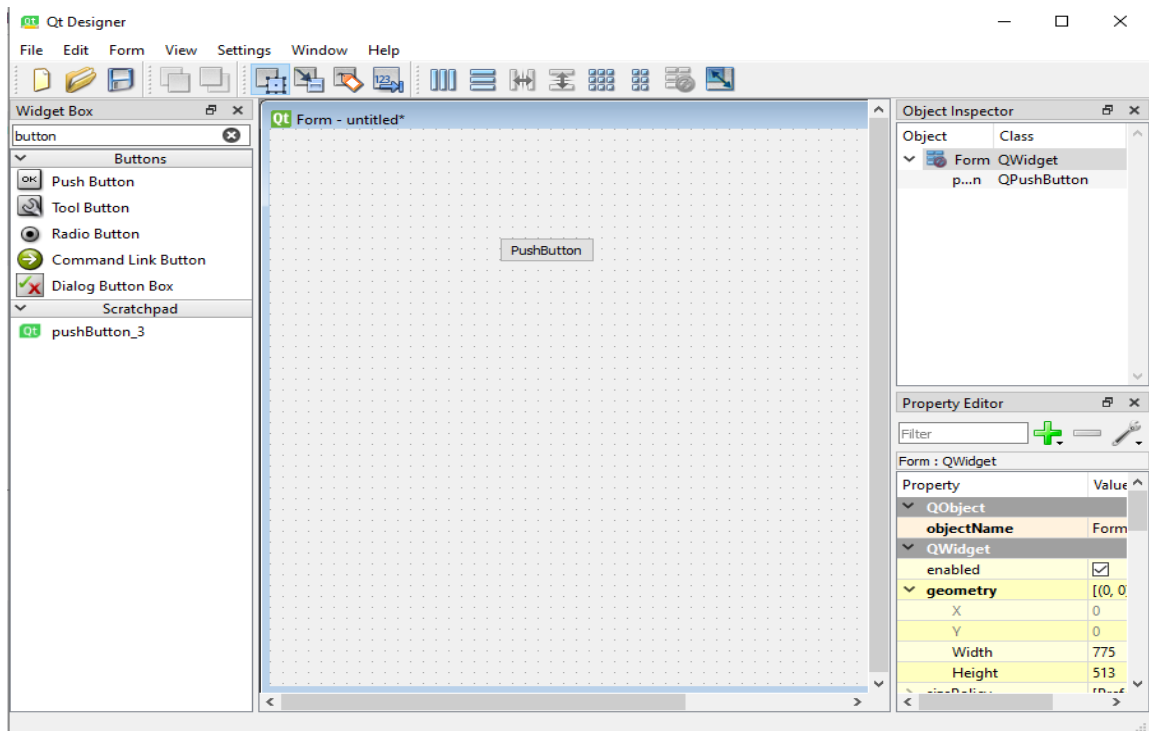 Qt Designer
File Edit Form View Settings Window Help
Widget Box
button
Buttons
OK Push Button
Tool Button
Radio Button
Command Link Button
Dialog Button Box
Scratchpad
Qt pushButton_3
Qt Form - untitled*
PushButton
Object Inspector
Object Class
Form QWidget
p...n QPushButton
Property Editor
Filter
Form : QWidget
Property Value
QObject
objectName Form
QWidget
enabled
geometry [(0, 0)
X 0
Y 0
Width 775
Height 513